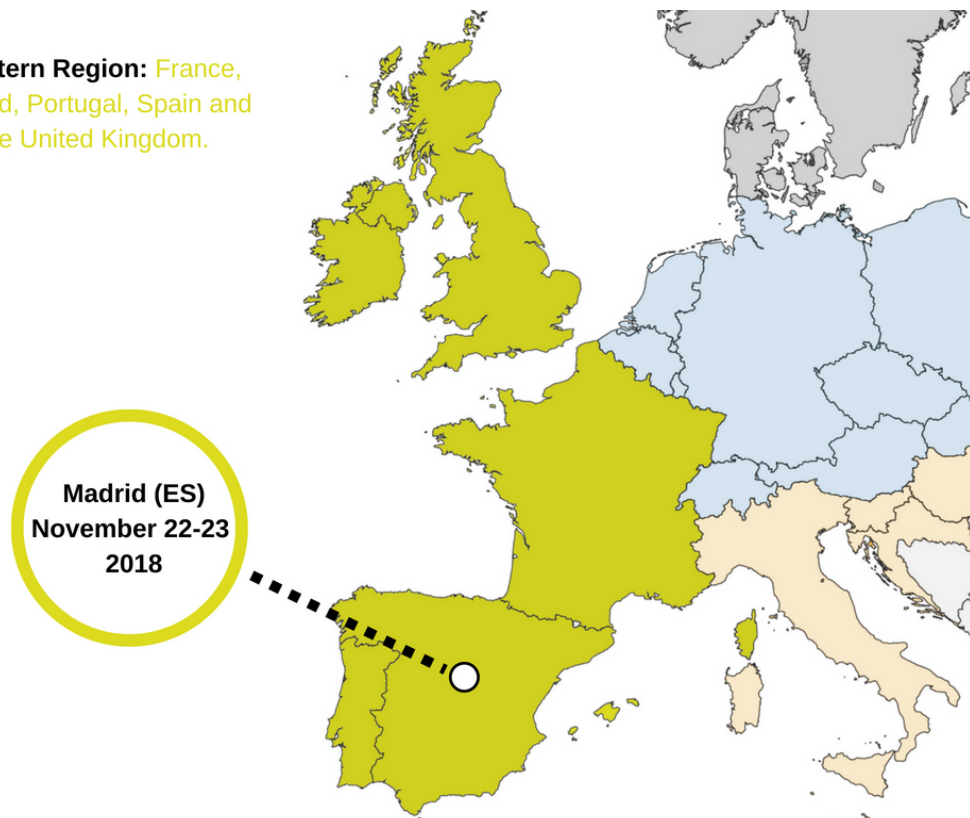 tern Region: France,
d, Portugal, Spain and
e United Kingdom.
Madrid (ES)
November 22-23
2018